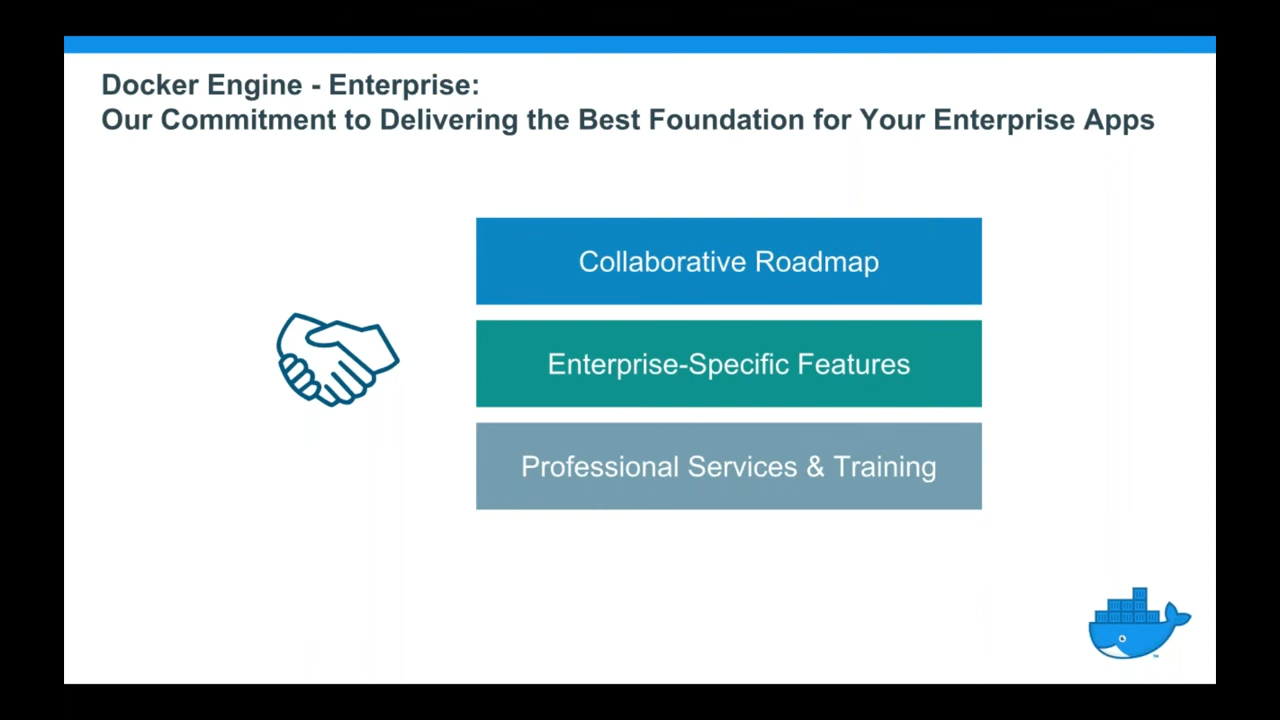 Docker Engine - Enterprise:
Our Commitment to Delivering the Best Foundation for Your Enterprise Apps
Collaborative Roadmap
Enterprise-Specific Features
Professional Services & Training